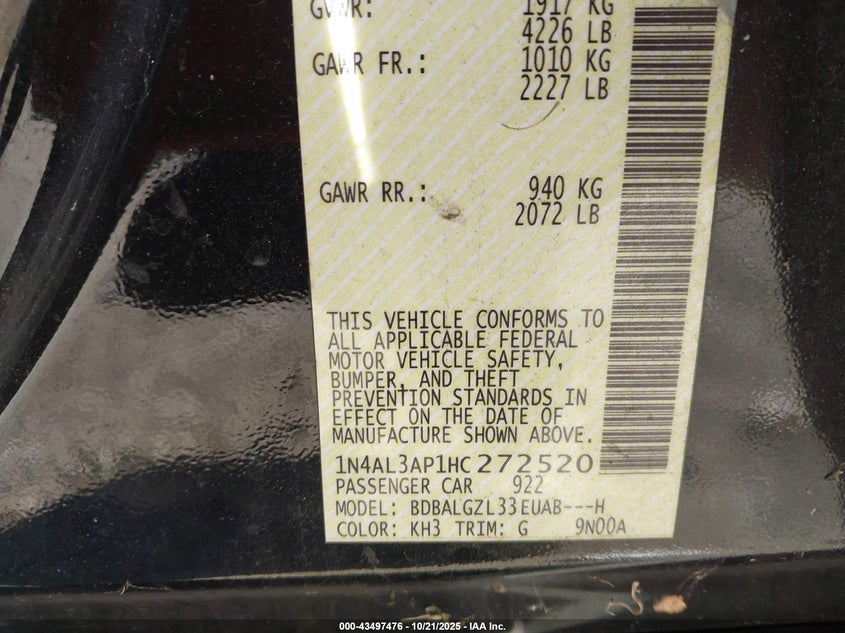 GVWR: 1917 KG
4226 LB
GAWR FR.: 1010 KG
2227 LB
GAWR RR.: 940 KG
2072 LB
THIS VEHICLE CONFORMS TO
ALL APPLICABLE FEDERAL
MOTOR VEHICLE SAFETY,
BUMPER, AND THEFT
PREVENTION STANDARDS IN
EFFECT ON THE DATE OF
MANUFACTURE SHOWN ABOVE.
1N4AL3AP1HC272520
PASSENGER CAR 922
MODEL: BDBALGZL33EUAB---H
COLOR: KH3 TRIM: G 9N00A
000-43497476 - 10/21/2025 - IAA Inc.